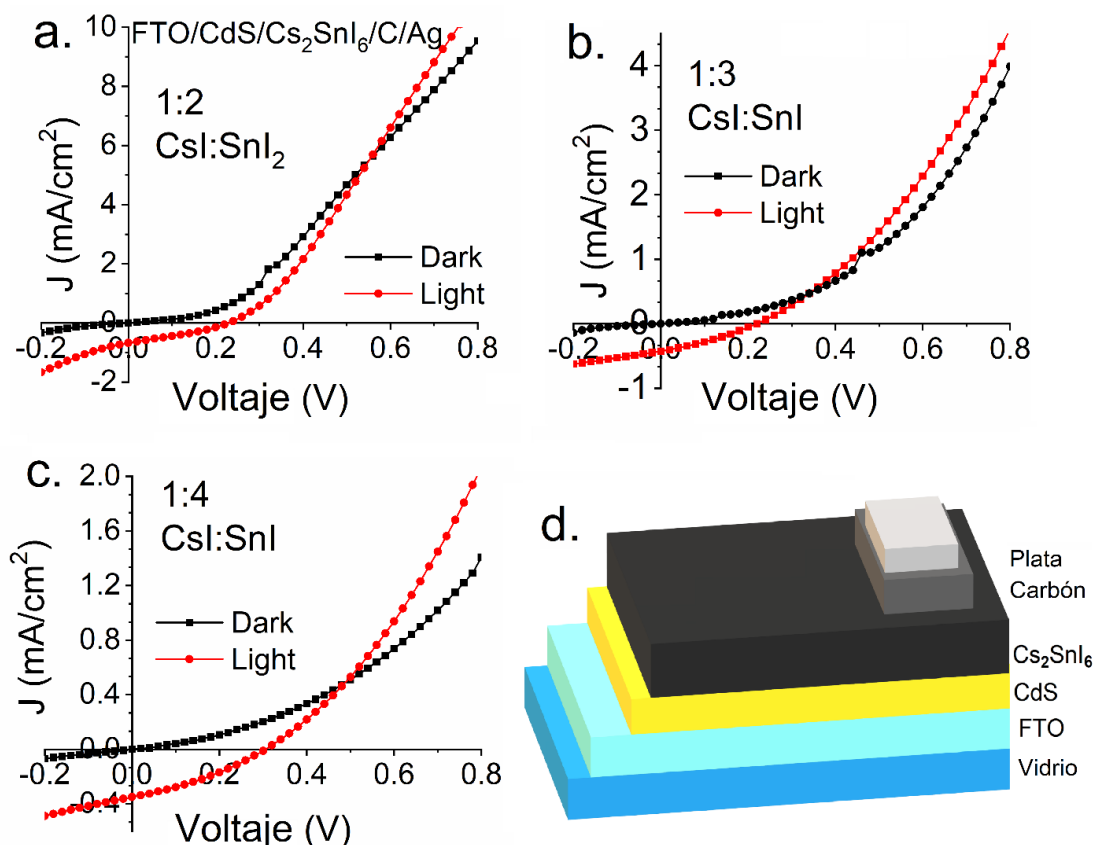 a.
FTO/CdS/Cs₂SnI₆/C/Ag
1:2
CsI:SnI₂
Dark
Light
J (mA/cm²)
10
8
6
4
2
0
-2
-0.2
0.0
0.2
0.4
0.6
0.8
Voltaje (V)
b.
1:3
CsI:SnI
Dark
Light
J (mA/cm²)
4
3
2
1
0
-1
-0.2
0.0
0.2
0.4
0.6
0.8
Voltaje (V)
c.
1:4
CsI:SnI
Dark
Light
J (mA/cm²)
2.0
1.6
1.2
0.8
0.4
0.0
-0.4
-0.2
0.0
0.2
0.4
0.6
0.8
Voltaje (V)
d.
Plata
Carbón
Cs₂SnI₆
CdS
FTO
Vidrio